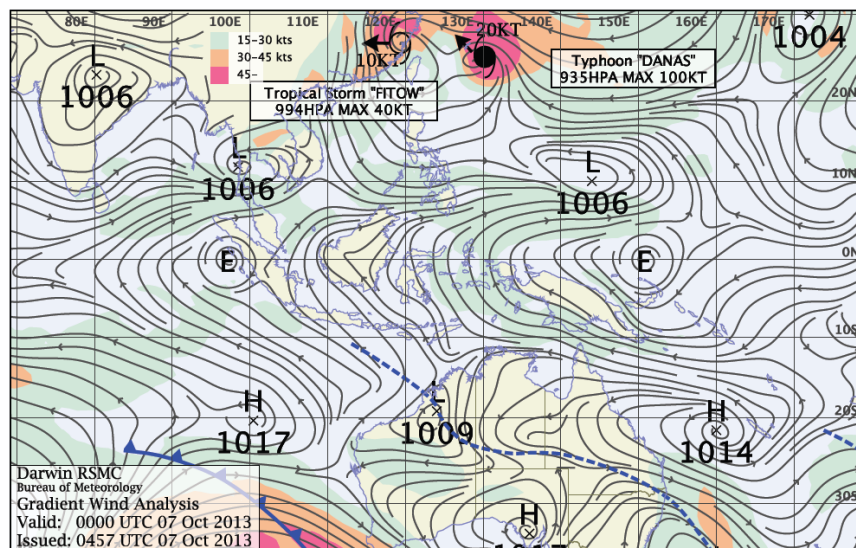 80E 90E 100E 110E 120E 130E 140E 150E 160E 170E
15-30 kts
30-45 kts
45-
10KT
20KT
1004
Typhoon "DANAS"
935HPA MAX 100KT
Tropical Storm "FITOW"
994HPA MAX 40KT
L
1006
20N
L
1006
L
1006
10N
E
E
0N
10S
H
1017
L
1009
H
1014
20S
30S
H
Darwin RSMC
Bureau of Meteorology
Gradient Wind Analysis
Valid: 0000 UTC 07 Oct 2013
Issued: 0457 UTC 07 Oct 2013